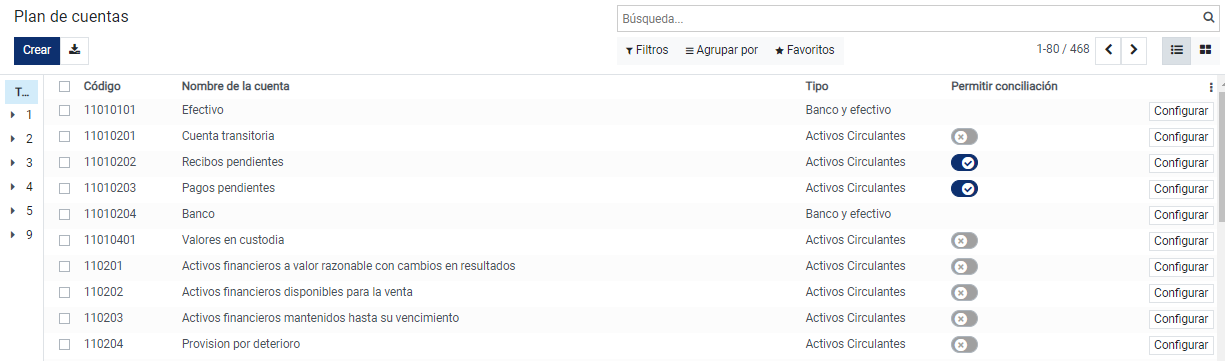 Plan de cuentas
Búsqueda...
Crear
Filtros Agrupar por Favoritos 1-80 / 468
T... Código Nombre de la cuenta Tipo Permitir conciliación
1
2
3
4
5
9
11010101 Efectivo Banco y efectivo Configurar
11010201 Cuenta transitoria Activos Circulantes Configurar
11010202 Recibos pendientes Activos Circulantes Configurar
11010203 Pagos pendientes Activos Circulantes Configurar
11010204 Banco Banco y efectivo Configurar
11010401 Valores en custodia Activos Circulantes Configurar
110201 Activos financieros a valor razonable con cambios en resultados Activos Circulantes Configurar
110202 Activos financieros disponibles para la venta Activos Circulantes Configurar
110203 Activos financieros mantenidos hasta su vencimiento Activos Circulantes Configurar
110204 Provision por deterioro Activos Circulantes Configurar